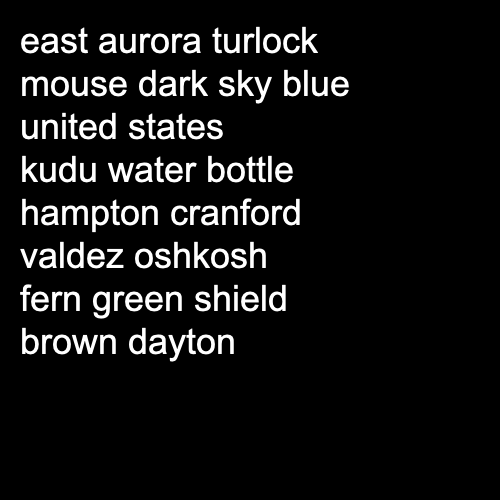 east aurora turlock
mouse dark sky blue
united states
kudu water bottle
hampton cranford
valdez oshkosh
fern green shield
brown dayton